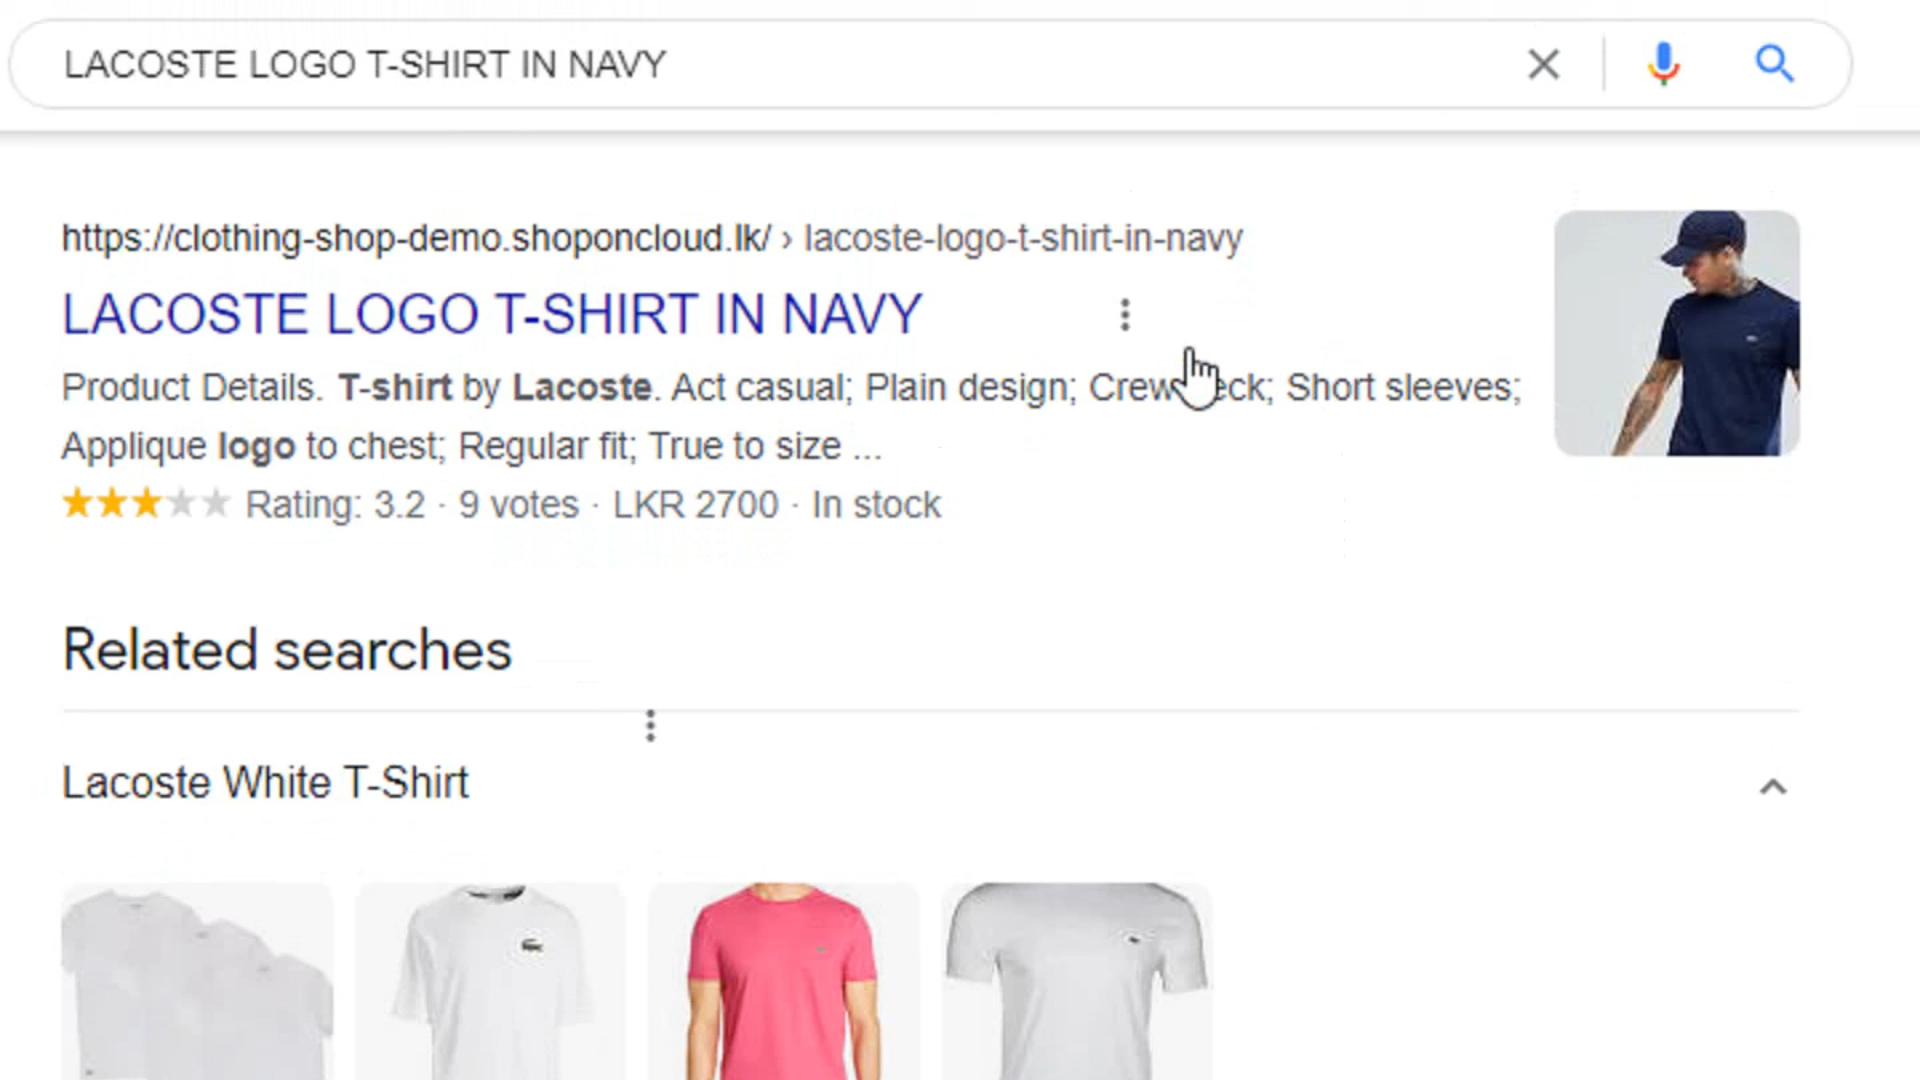 LACOSTE LOGO T-SHIRT IN NAVY
https://clothing-shop-demo.shoponcloud.lk/ › lacoste-logo-t-shirt-in-navy
LACOSTE LOGO T-SHIRT IN NAVY
Product Details. T-shirt by Lacoste. Act casual; Plain design; Crew eck; Short sleeves;
Applique logo to chest; Regular fit; True to size ...
Rating: 3.2 · 9 votes · LKR 2700 · In stock
Related searches
Lacoste White T-Shirt